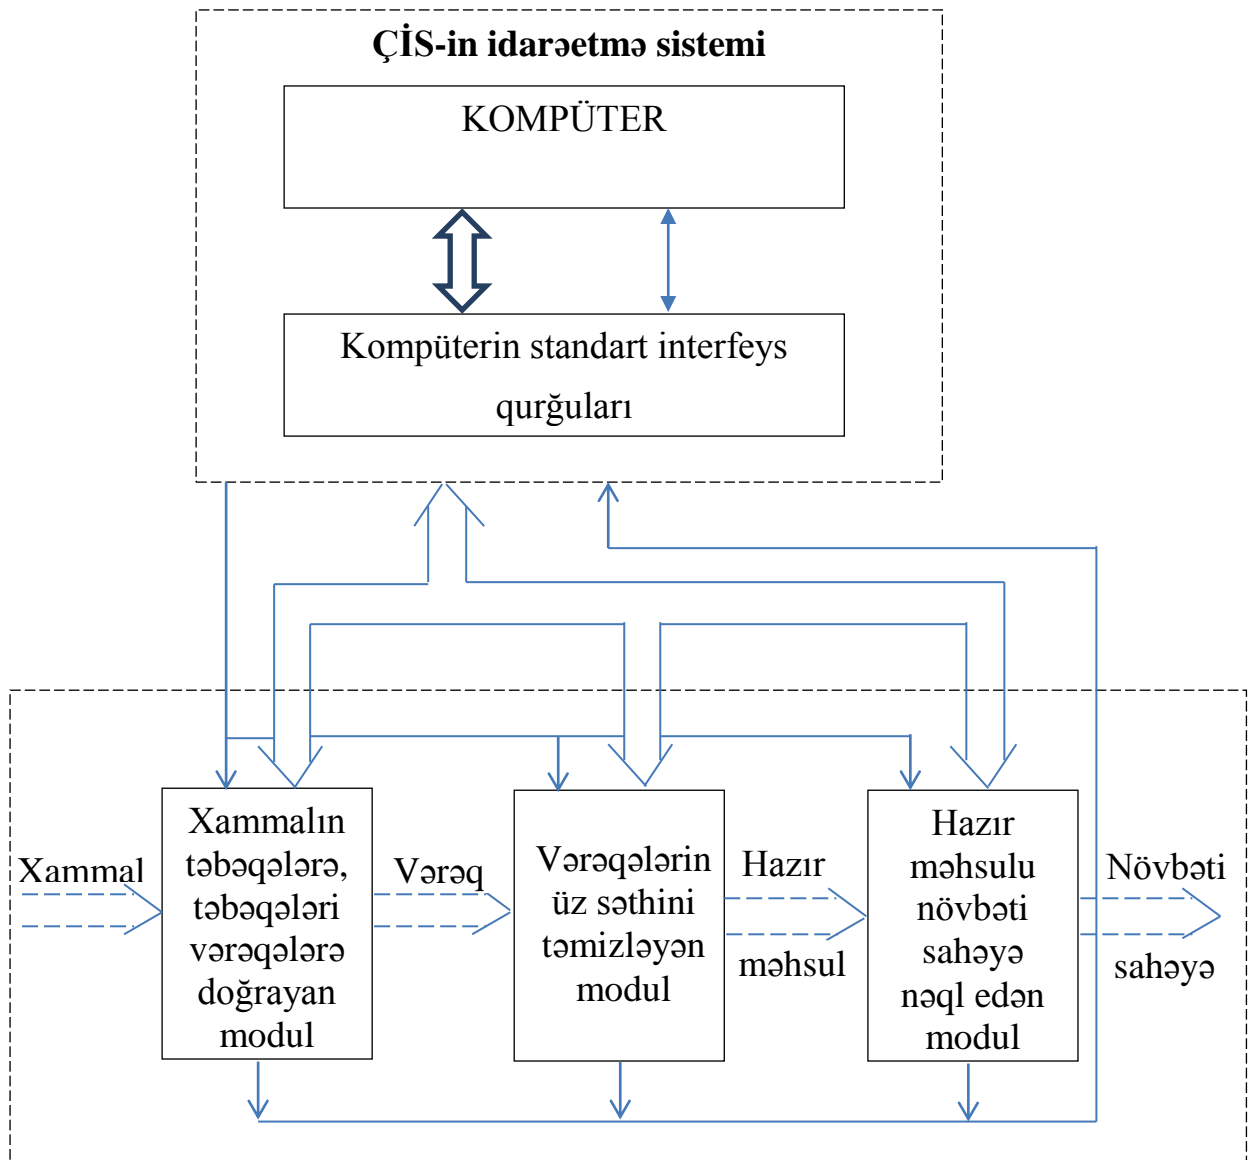 ÇİS-in idarəetmə sistemi
KOMPÜTER
Kompüterin standart interfeys
qurğuları
Xammal
Xammalın
təbəqələrə,
təbəqələri
vərəqələrə
doğrayan
modul
Vərəq
Vərəqələrin
üz səthini
təmizləyən
modul
Hazır
məhsul
Hazır
məhsulu
növbəti
sahəyə
nəql edən
modul
Növbəti
sahəyə